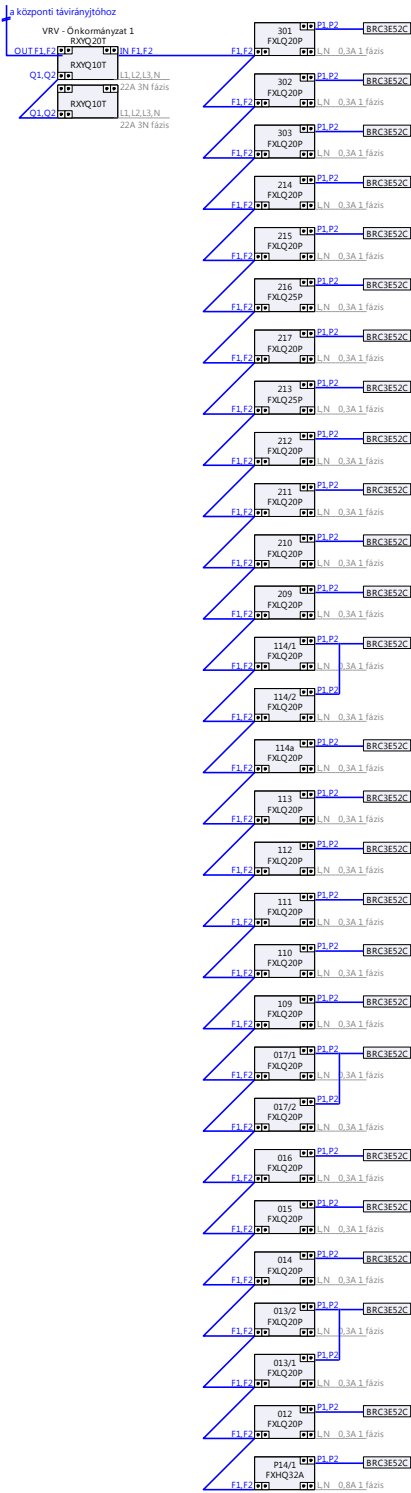 a központi távirányjtóhoz
VRV - Önkormányzat 1
RXYQ20T
OUT F1,F2
IN F1,F2
RXYQ10T
Q1,Q2
L1,L2,L3,N
22A 3N fázis
RXYQ10T
Q1,Q2
L1,L2,L3,N
22A 3N fázis
301
FXLQ20P
P1,P2
BRC3E52C
F1,F2
L,N 0,3A 1 fázis
302
FXLQ20P
P1,P2
BRC3E52C
F1,F2
L,N 0,3A 1 fázis
303
FXLQ20P
P1,P2
BRC3E52C
F1,F2
L,N 0,3A 1 fázis
214
FXLQ20P
P1,P2
BRC3E52C
F1,F2
L,N 0,3A 1 fázis
215
FXLQ20P
P1,P2
BRC3E52C
F1,F2
L,N 0,3A 1 fázis
216
FXLQ25P
P1,P2
BRC3E52C
F1,F2
L,N 0,3A 1 fázis
217
FXLQ20P
P1,P2
BRC3E52C
F1,F2
L,N 0,3A 1 fázis
213
FXLQ25P
P1,P2
BRC3E52C
F1,F2
L,N 0,3A 1 fázis
212
FXLQ20P
P1,P2
BRC3E52C
F1,F2
L,N 0,3A 1 fázis
211
FXLQ20P
P1,P2
BRC3E52C
F1,F2
L,N 0,3A 1 fázis
210
FXLQ20P
P1,P2
BRC3E52C
F1,F2
L,N 0,3A 1 fázis
209
FXLQ20P
P1,P2
BRC3E52C
F1,F2
L,N 0,3A 1 fázis
114/1
FXLQ20P
P1,P2
BRC3E52C
F1,F2
L,N 0,3A 1 fázis
114/2
FXLQ20P
P1,P2
F1,F2
L,N 0,3A 1 fázis
114a
FXLQ20P
P1,P2
BRC3E52C
F1,F2
L,N 0,3A 1 fázis
113
FXLQ20P
P1,P2
BRC3E52C
F1,F2
L,N 0,3A 1 fázis
112
FXLQ20P
P1,P2
BRC3E52C
F1,F2
L,N 0,3A 1 fázis
111
FXLQ20P
P1,P2
BRC3E52C
F1,F2
L,N 0,3A 1 fázis
110
FXLQ20P
P1,P2
BRC3E52C
F1,F2
L,N 0,3A 1 fázis
109
FXLQ20P
P1,P2
BRC3E52C
F1,F2
L,N 0,3A 1 fázis
017/1
FXLQ20P
P1,P2
BRC3E52C
F1,F2
L,N 0,3A 1 fázis
017/2
FXLQ20P
P1,P2
F1,F2
L,N 0,3A 1 fázis
016
FXLQ20P
P1,P2
BRC3E52C
F1,F2
L,N 0,3A 1 fázis
015
FXLQ20P
P1,P2
BRC3E52C
F1,F2
L,N 0,3A 1 fázis
014
FXLQ20P
P1,P2
BRC3E52C
F1,F2
L,N 0,3A 1 fázis
013/2
FXLQ20P
P1,P2
BRC3E52C
F1,F2
L,N 0,3A 1 fázis
013/1
FXLQ20P
P1,P2
F1,F2
L,N 0,3A 1 fázis
012
FXLQ20P
P1,P2
BRC3E52C
F1,F2
L,N 0,3A 1 fázis
P14/1
FXHQ32A
P1,P2
BRC3E52C
F1,F2
L,N 0,8A 1 fázis